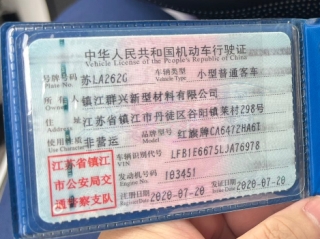 中华人民共和国机动车行驶证
Vehicle License of the People's Republic of China
号牌号码 苏LA262G 车辆类型 小型普通客车
Plate No. Vehicle Type
所有人 镇江群兴新型材料有限公司
Owner
住址 江苏省镇江市丹徒区谷阳镇莱村298号
Address
使用性质 非营运 品牌型号 红旗牌CA6472HA6T
Use Character Model
江苏省镇江市公安局交通警察支队
车辆识别代号 LFB1E6675LJA76978
VIN
发动机号码 103451
Engine No.
注册日期 2020-07-20 发证日期 2020-07-20
Register Date Issue Date